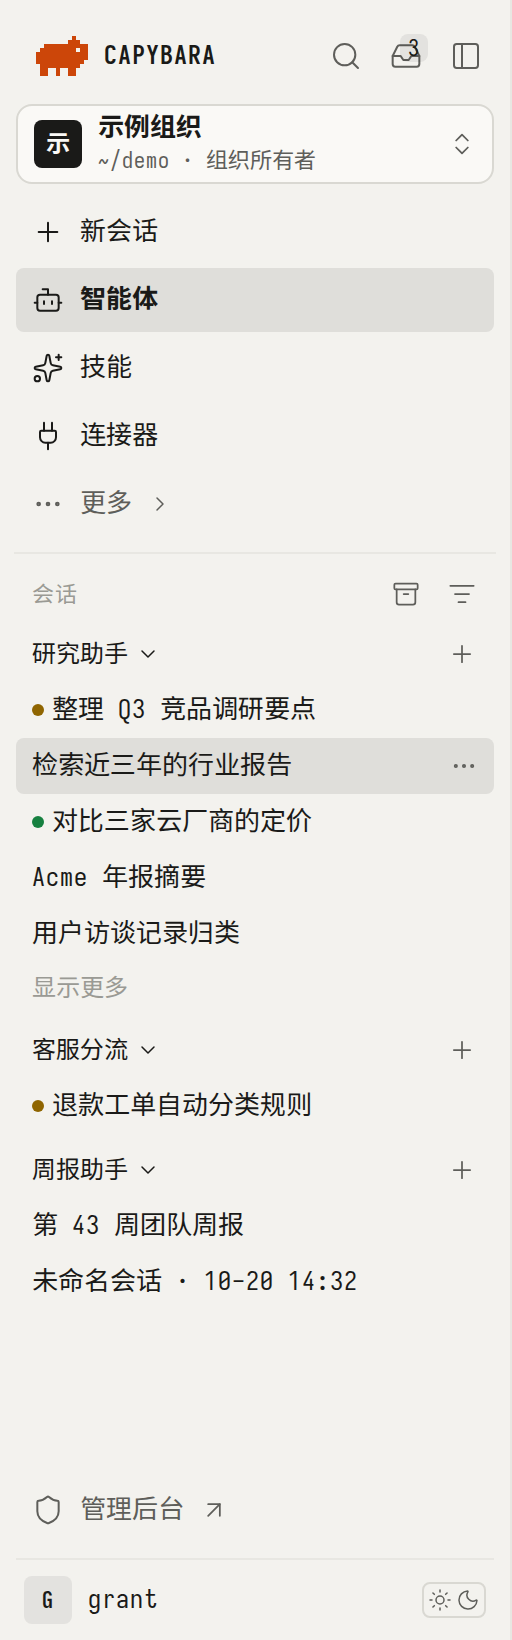 CAPYBARA
3
示
示例组织
~/demo · 组织所有者
新会话
智能体
技能
连接器
更多
会话
研究助手
整理 Q3 竞品调研要点
检索近三年的行业报告
对比三家云厂商的定价
Acme 年报摘要
用户访谈记录归类
显示更多
客服分流
退款工单自动分类规则
周报助手
第 43 周团队周报
未命名会话 · 10-20 14:32
管理后台
G
grant